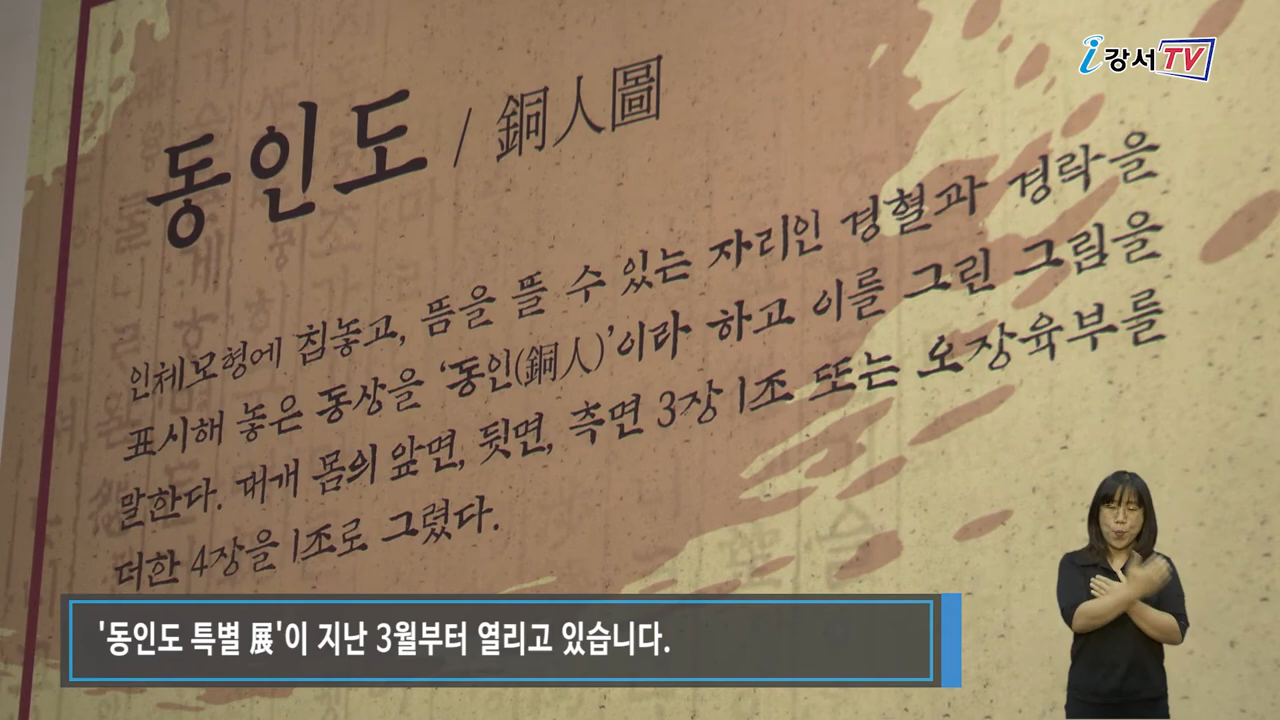 i강서TV
동인도 / 銅人圖
인체모형에 침놓고, 뜸을 뜰 수 있는 자리인 경혈과 경락을
표시해 놓은 동상을 '동인(銅人)'이라 하고 이를 그린 그림을
말한다. 대개 몸의 앞면, 뒷면, 측면 3장 1조 또는 오장육부를
더한 4장을 1조로 그렸다.
'동인도 특별 展'이 지난 3월부터 열리고 있습니다.